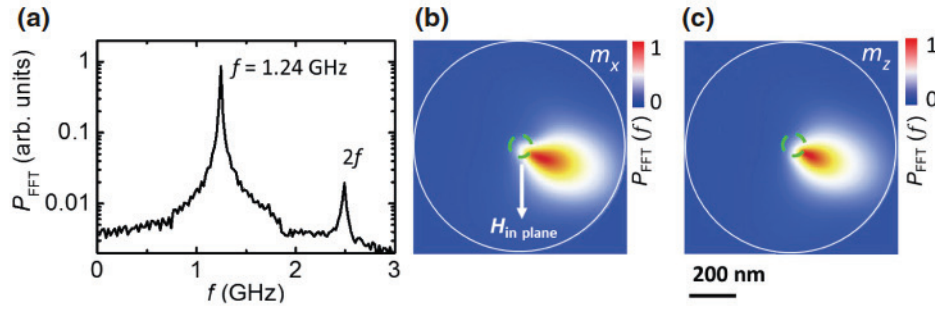 (a)
P_FFT (arb. units)
1
0.1
0.01
f = 1.24 GHz
2f
0 1 2 3
f (GHz)
(b)
m_x
H_in plane
1
0
P_FFT (f)
(c)
m_z
1
0
P_FFT (f)
200 nm